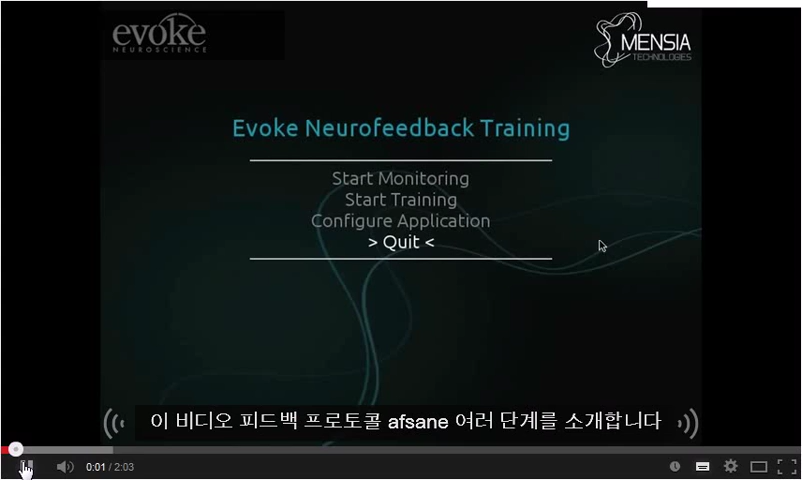 evoke
NEUROSCIENCE
MENSIA
TECHNOLOGIES
Evoke Neurofeedback Training
Start Monitoring
Start Training
Configure Application
> Quit <
이 비디오 피드백 프로토콜 afsane 여러 단계를 소개합니다
0:01 / 2:03